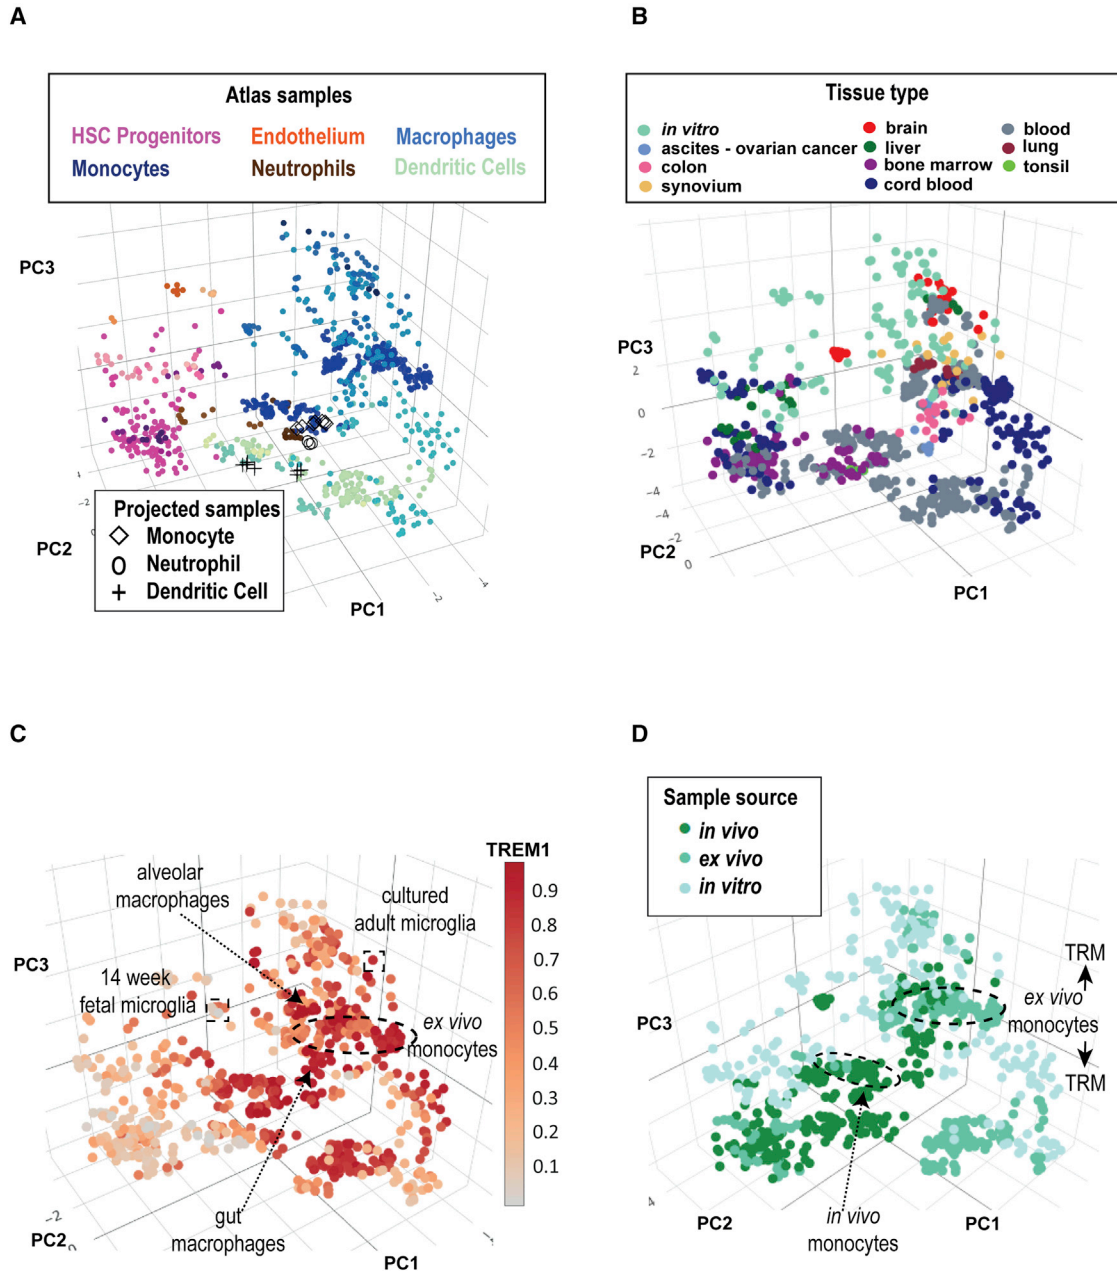 A
Atlas samples
HSC Progenitors Endothelium Macrophages
Monocytes Neutrophils Dendritic Cells
PC3
-2
PC2
Projected samples
Monocyte
Neutrophil
Dendritic Cell
PC1
-2
-4
B
Tissue type
in vitro
ascites - ovarian cancer
colon
synovium
brain
liver
bone marrow
cord blood
blood
lung
tonsil
PC3
2
0
-2
-4
-4
-2
0
PC2
PC1
C
TREM1
0.9
0.8
0.7
0.6
0.5
0.4
0.3
0.2
0.1
alveolar
macrophages
cultured
adult microglia
PC3
14 week
fetal microglia
ex vivo
monocytes
gut
macrophages
-2
PC2
PC1
D
Sample source
in vivo
ex vivo
in vitro
TRM
ex vivo
monocytes
TRM
PC3
PC2
in vivo
monocytes
PC1